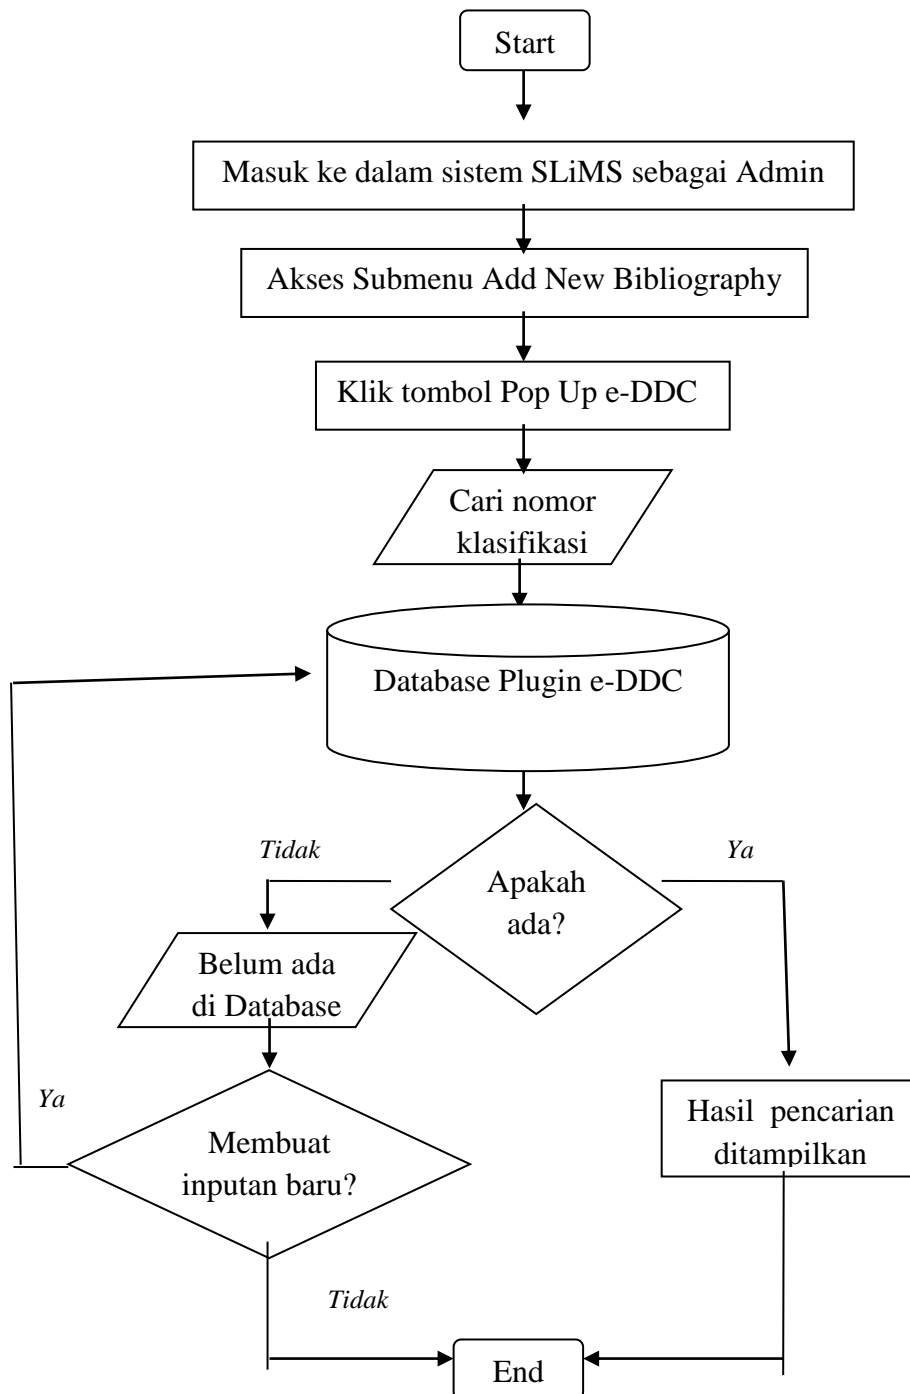 Start
Masuk ke dalam sistem SLiMS sebagai Admin
Akses Submenu Add New Bibliography
Klik tombol Pop Up e-DDC
Cari nomor
klasifikasi
Database Plugin e-DDC
Tidak
Ya
Apakah
ada?
Belum ada
di Database
Ya
Membuat
inputan baru?
Hasil  pencarian
ditampilkan
Tidak
End